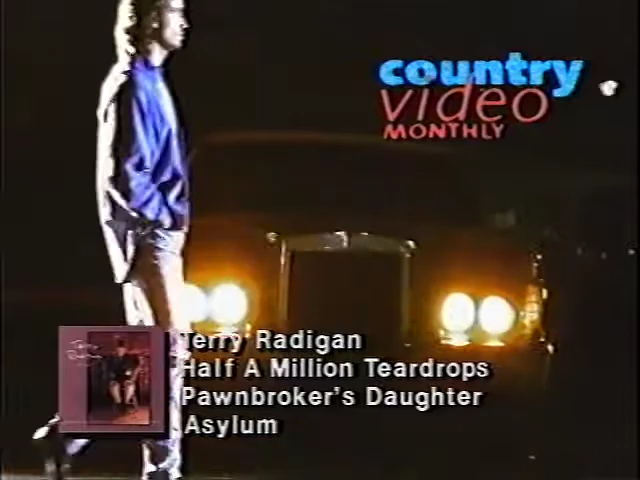 country
video
MONTHLY
Terry Radigan
Half A Million Teardrops
Pawnbroker's Daughter
Asylum